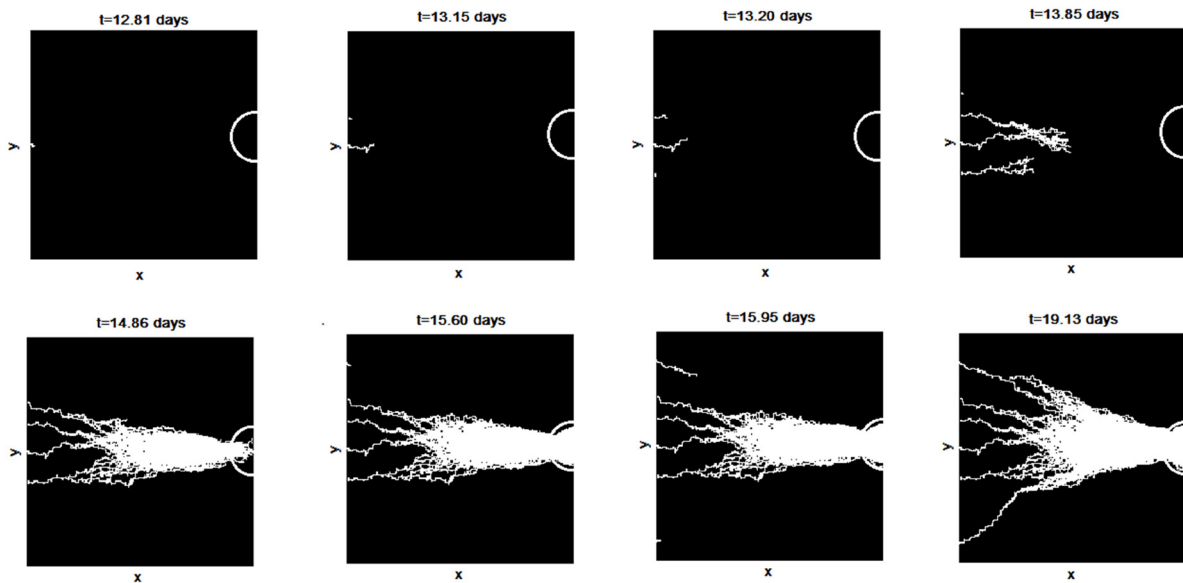 t=12.81 days
t=13.15 days
t=13.20 days
t=13.85 days
y
y
y
y
x
x
x
x
t=14.86 days
t=15.60 days
t=15.95 days
t=19.13 days
y
y
y
y
x
x
x
x